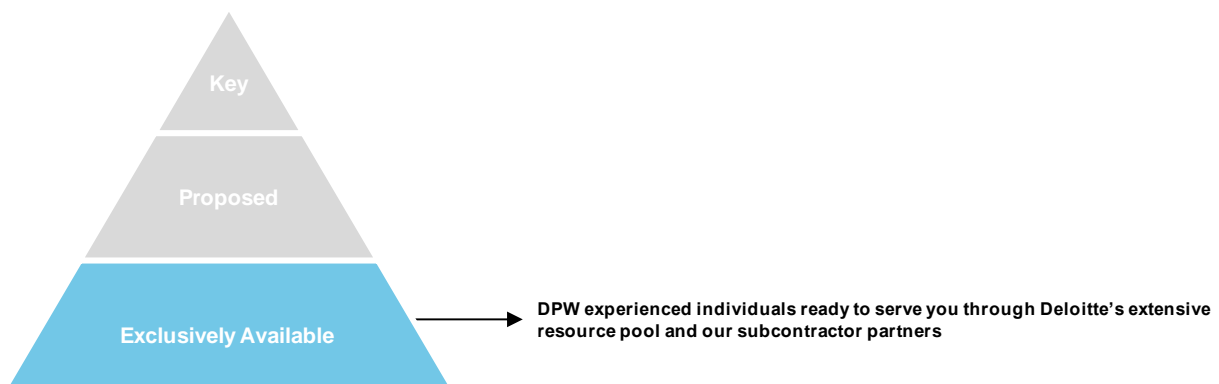 Key
Proposed
Exclusively Available
DPW experienced individuals ready to serve you through Deloitte's extensive
resource pool and our subcontractor partners